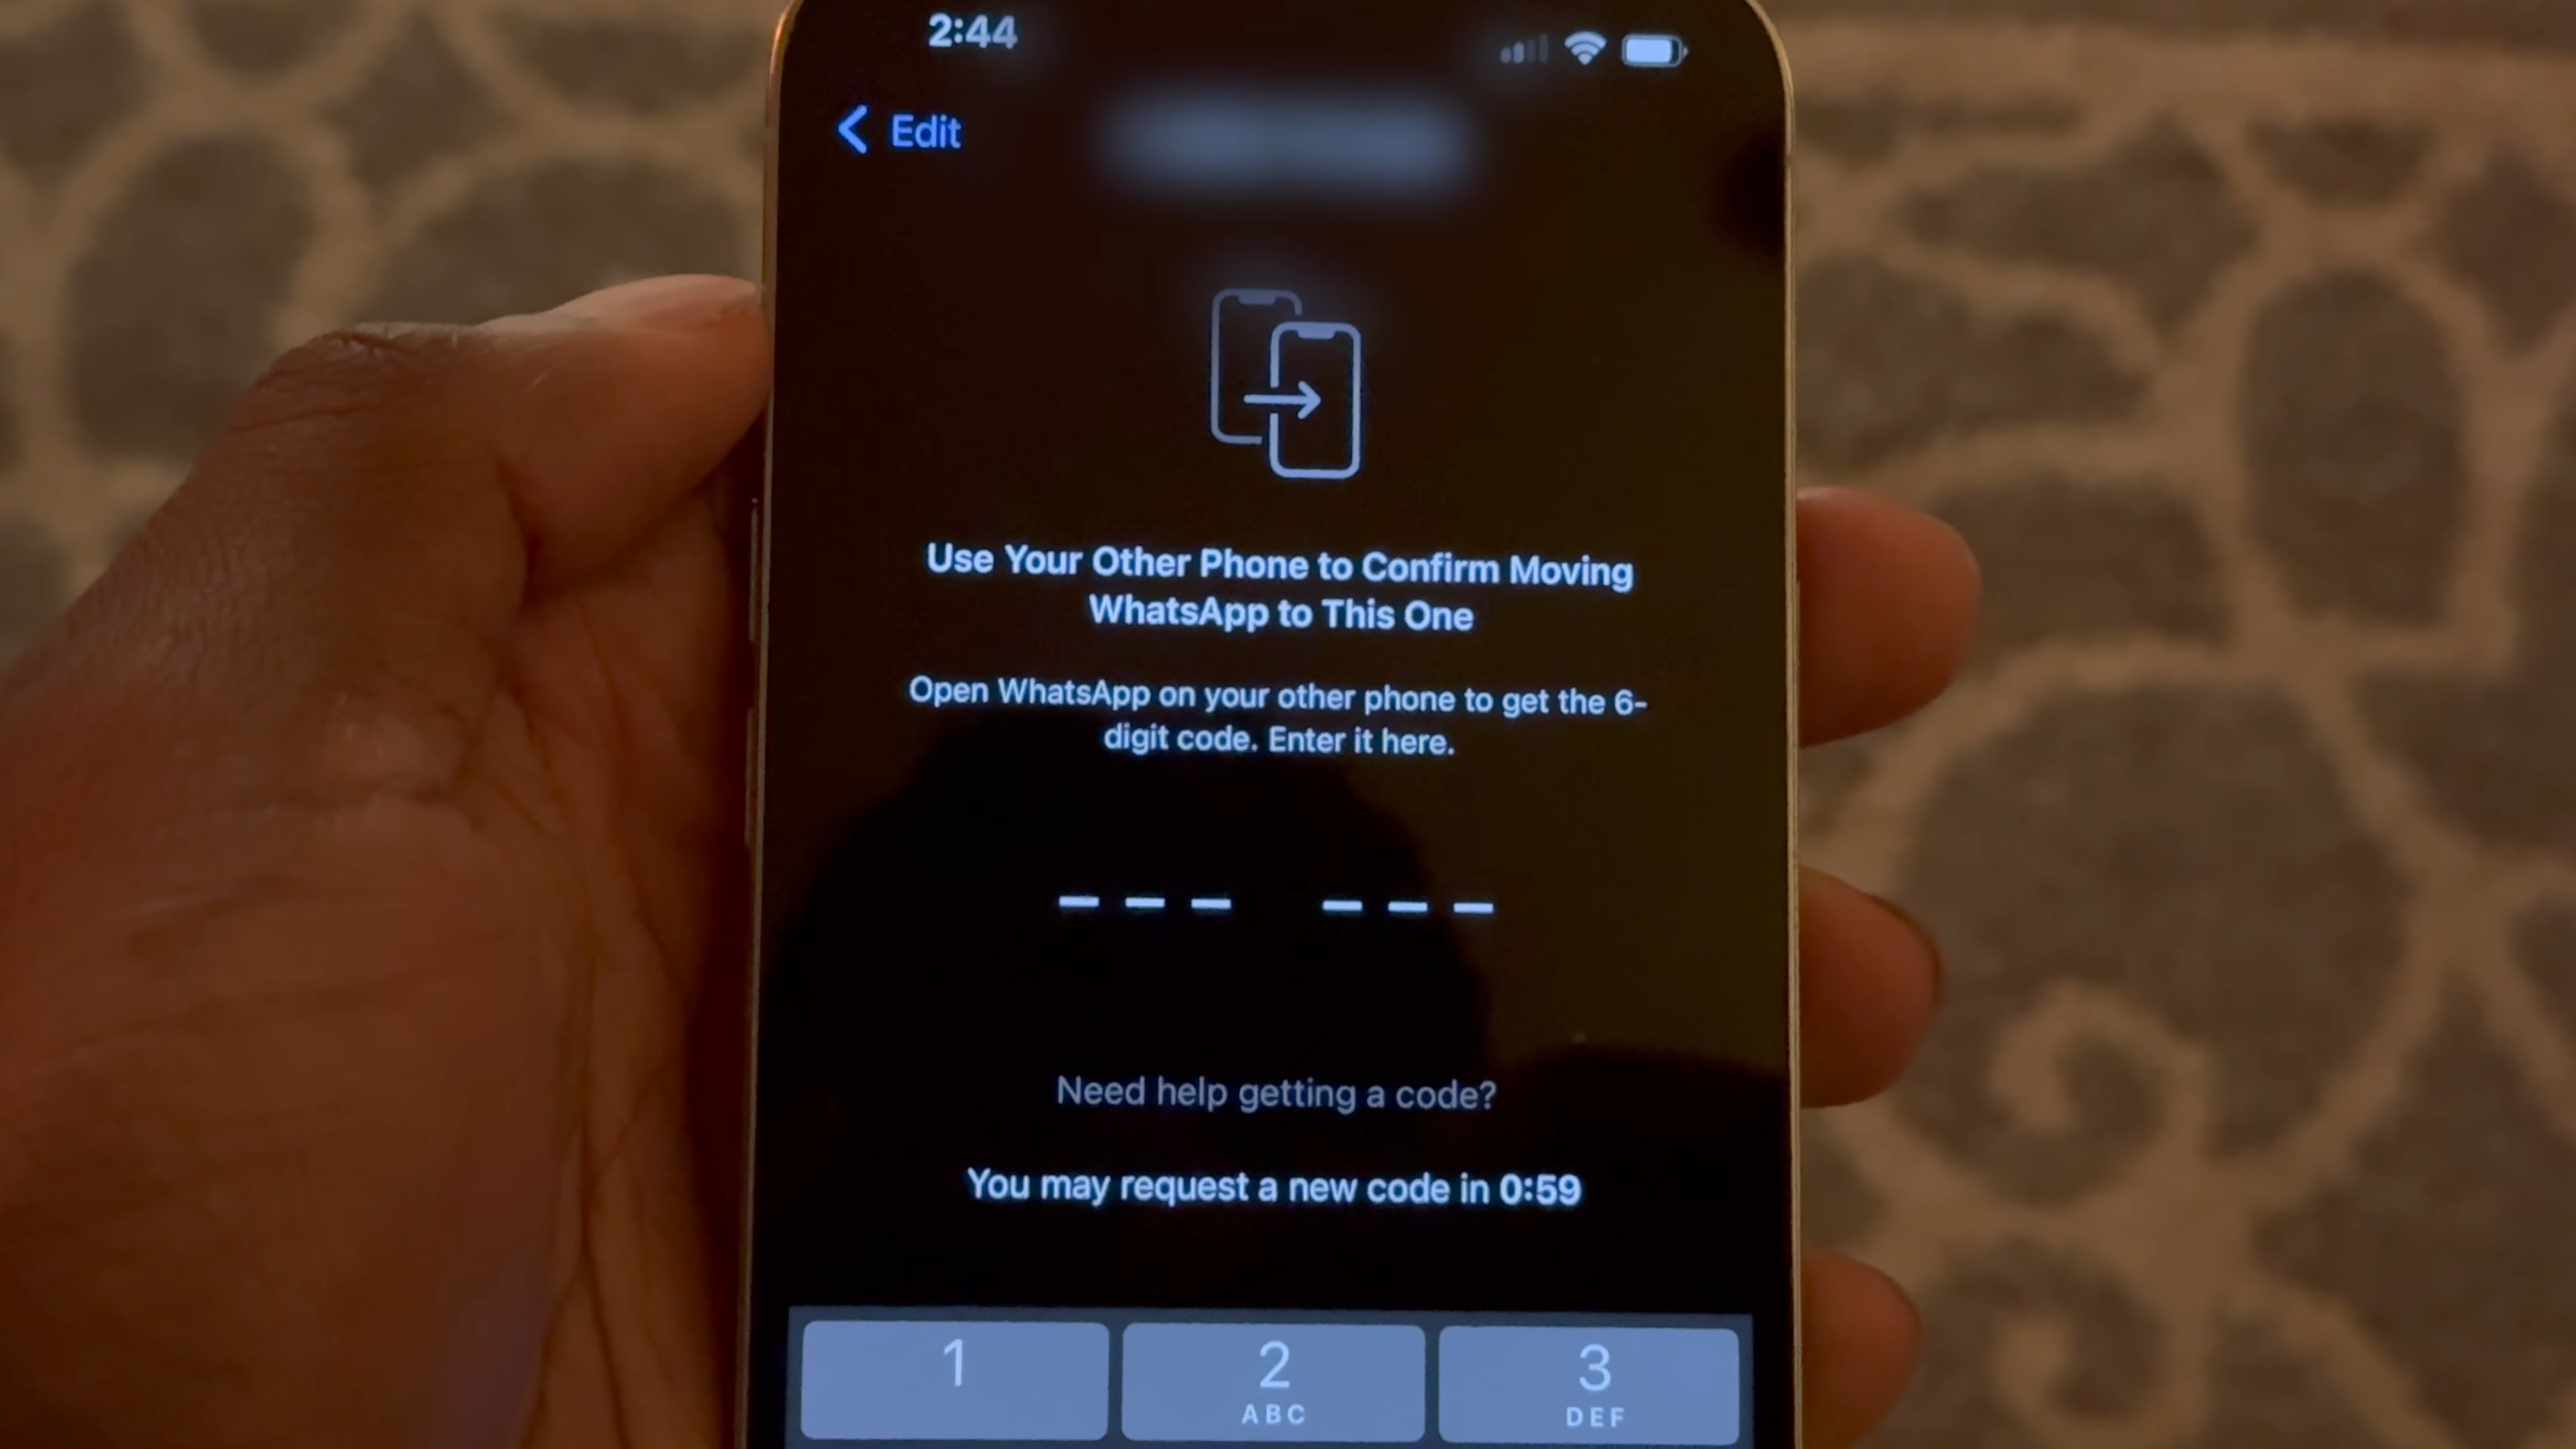 2:44
Edit
Use Your Other Phone to Confirm Moving
WhatsApp to This One
Open WhatsApp on your other phone to get the 6-
digit code. Enter it here.
Need help getting a code?
You may request a new code in 0:59
1 2 3
ABC DEF